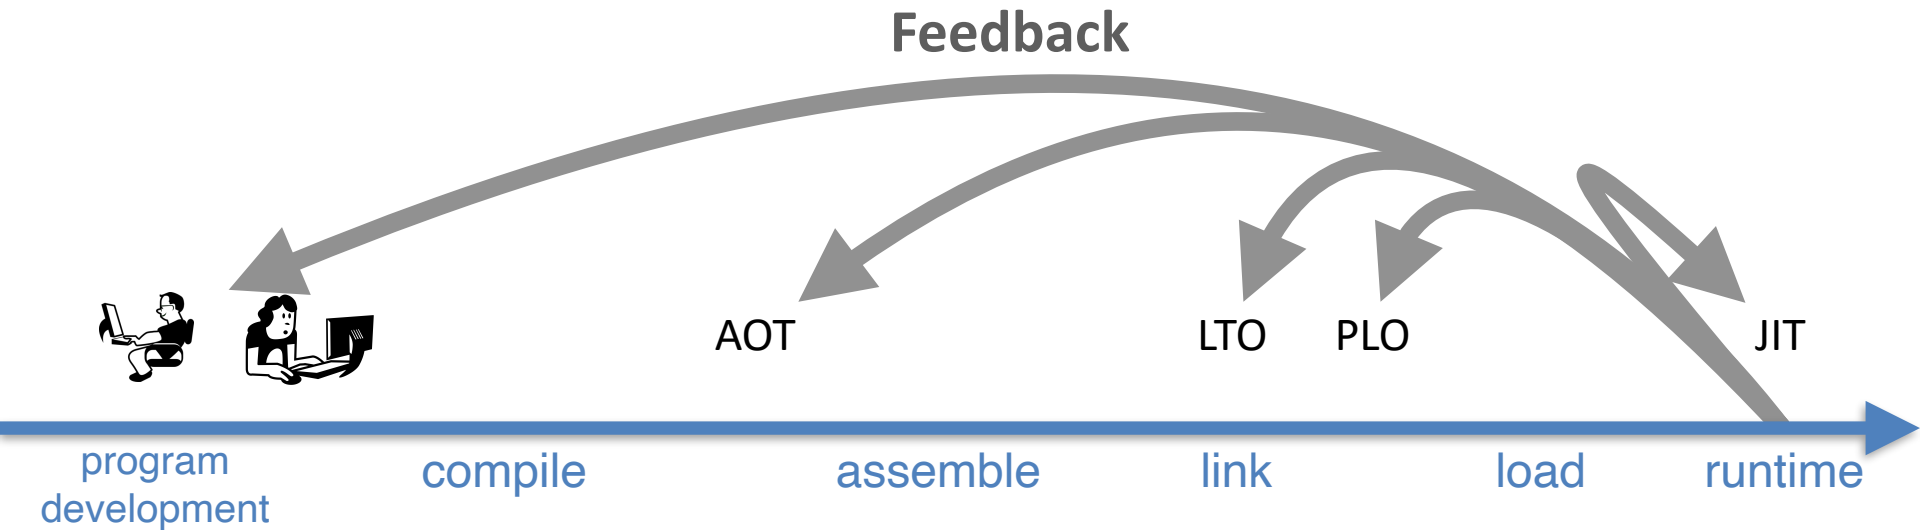 Feedback
AOT
LTO
PLO
JIT
program
development
compile
assemble
link
load
runtime